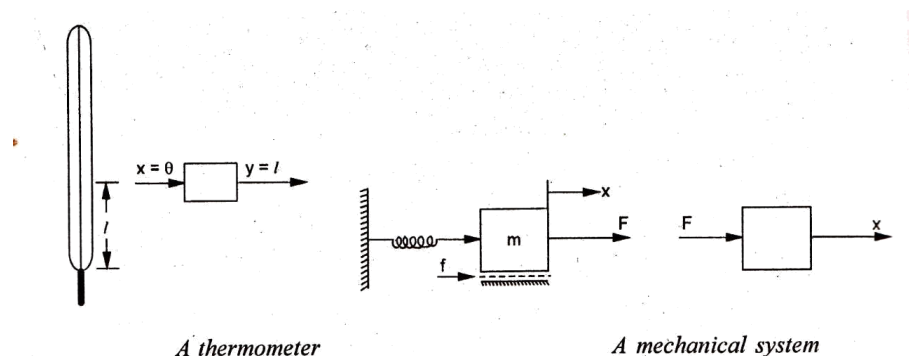 x = θ
y = l
l
x
F
m
f
F
x
A thermometer
A mechanical system